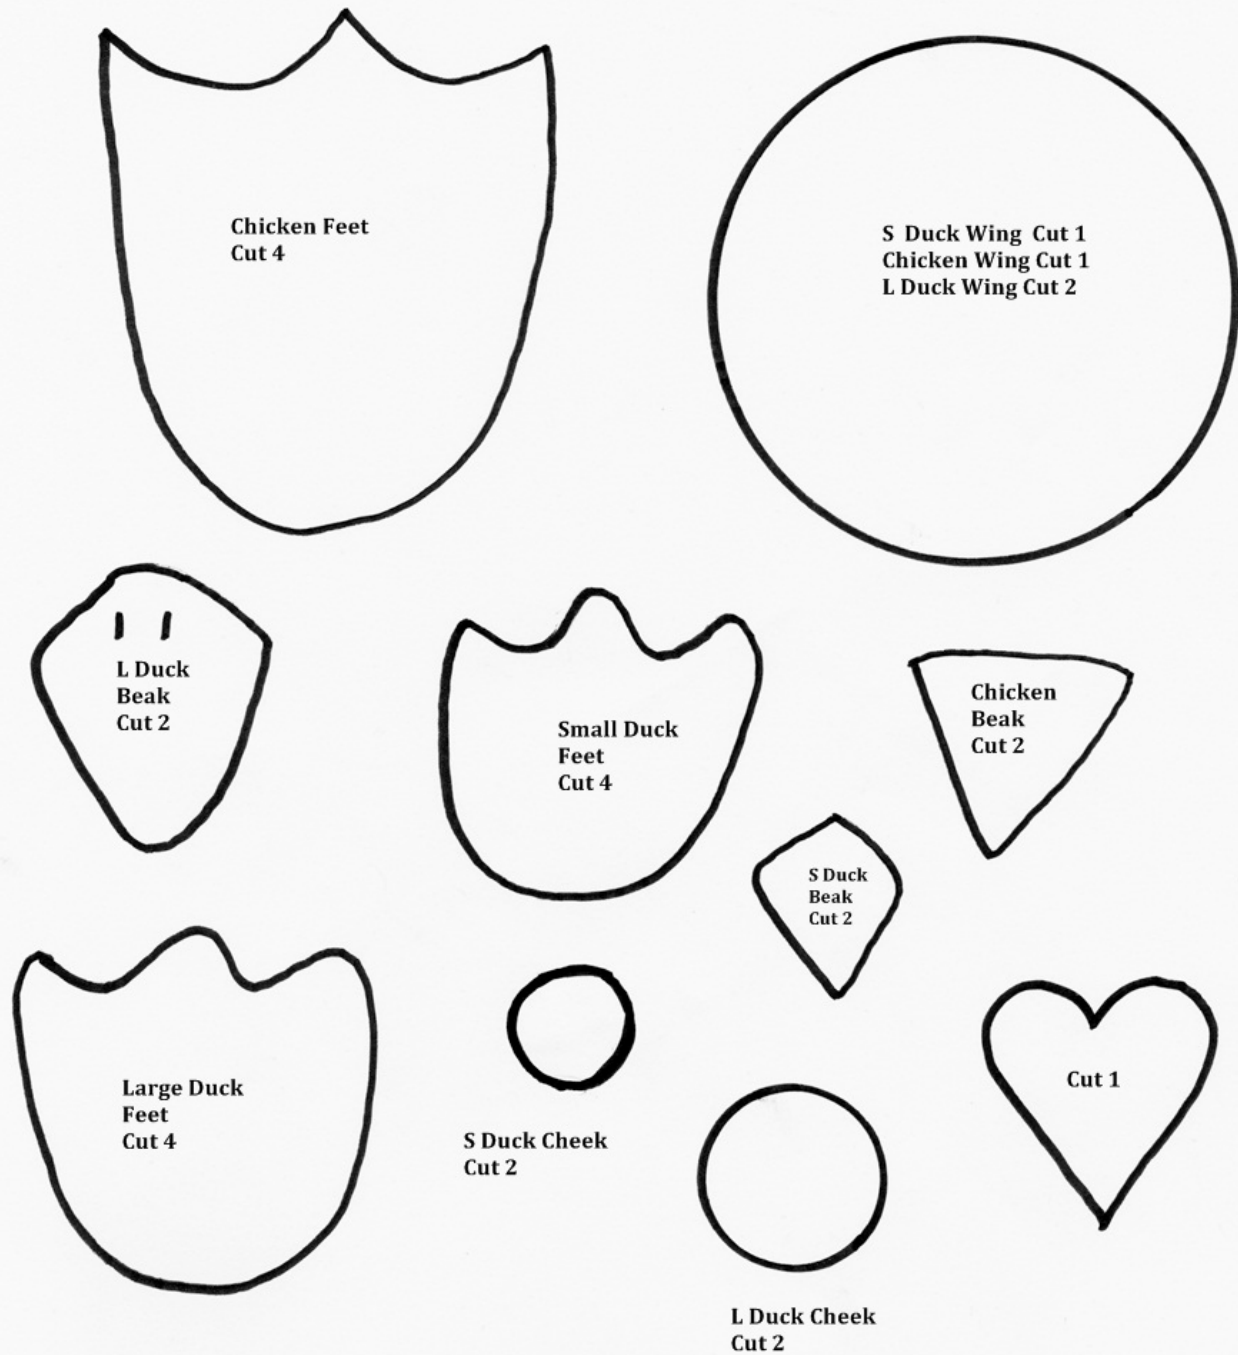 Chicken Feet
Cut 4
S Duck Wing Cut 1
Chicken Wing Cut 1
L Duck Wing Cut 2
L Duck
Beak
Cut 2
Small Duck
Feet
Cut 4
Chicken
Beak
Cut 2
S Duck
Beak
Cut 2
Large Duck
Feet
Cut 4
S Duck Cheek
Cut 2
Cut 1
L Duck Cheek
Cut 2